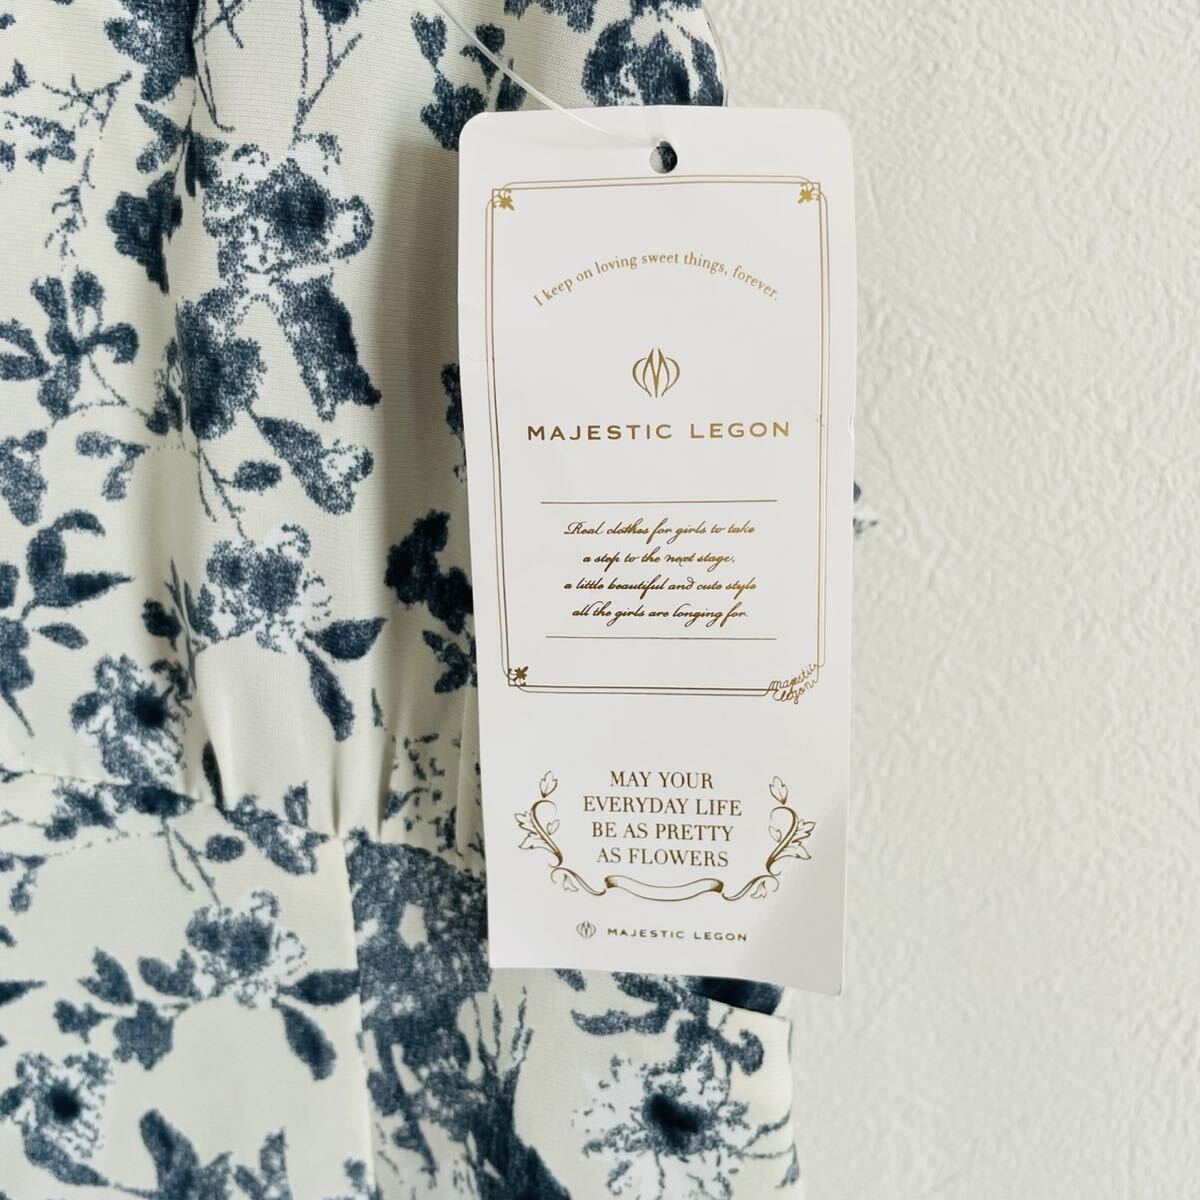 I keep on loving sweet things, forever.
MAJESTIC LEGON
Real clothes for girls to take
a step to the next stage.
a little beautiful and cute style
all the girls are longing for.
majestic
legon
MAY YOUR
EVERYDAY LIFE
BE AS PRETTY
AS FLOWERS
MAJESTIC LEGON